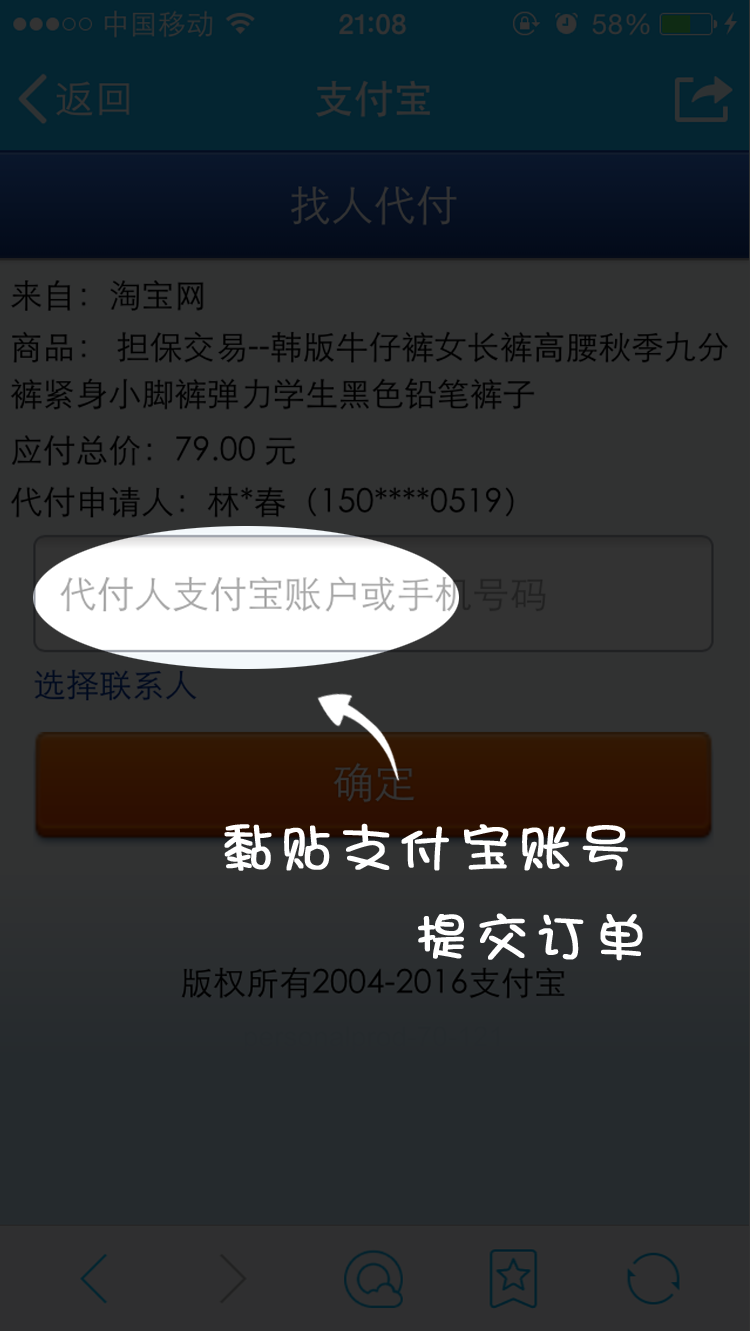 中国移动 21:08 58%
返回 支付宝
找人代付
来自：淘宝网
商品： 担保交易--韩版牛仔裤女长裤高腰秋季九分
裤紧身小脚裤弹力学生黑色铅笔裤子
应付总价：79.00 元
代付申请人：林*春（150****0519）
代付人支付宝账户或手机号码
选择联系人
确定
黏贴支付宝账号
提交订单
版权所有2004-2016支付宝